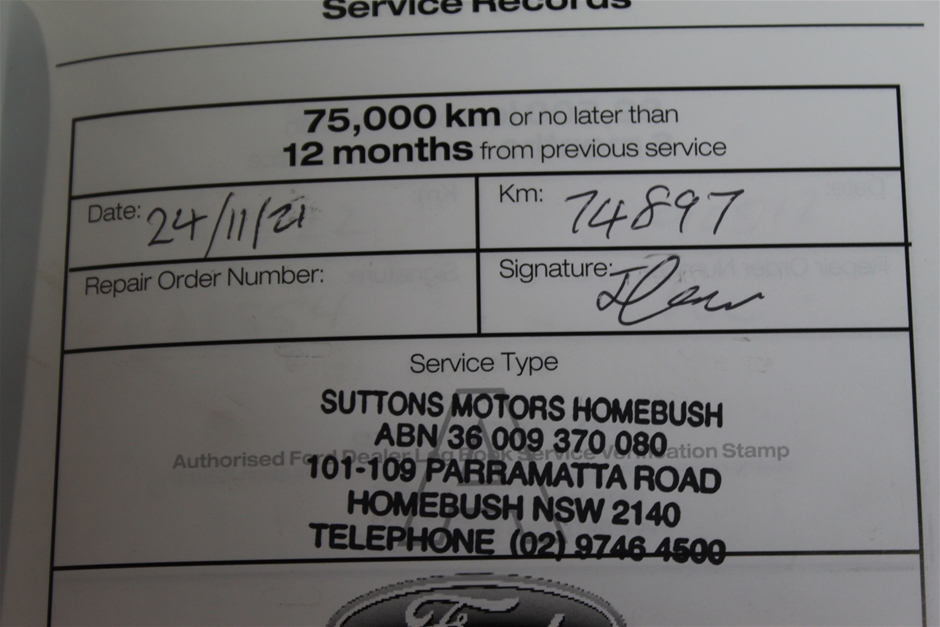 Service Records
75,000 km or no later than
12 months from previous service
Date: 24/11/21
Km: 74897
Repair Order Number:
Signature:
Service Type
SUTTONS MOTORS HOMEBUSH
ABN 36 009 370 080
Authorised Ford Dealer Log Book Service Verification Stamp
101-109 PARRAMATTA ROAD
HOMEBUSH NSW 2140
TELEPHONE (02) 9746 4500
A
Ford